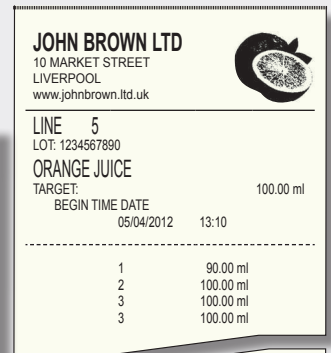 JOHN BROWN LTD
10 MARKET STREET
LIVERPOOL
www.johnbrown.ltd.uk
LINE 5
LOT: 1234567890
ORANGE JUICE
TARGET: 100.00 ml
BEGIN TIME DATE
05/04/2012 13:10
1 90.00 ml
2 100.00 ml
3 100.00 ml
3 100.00 ml